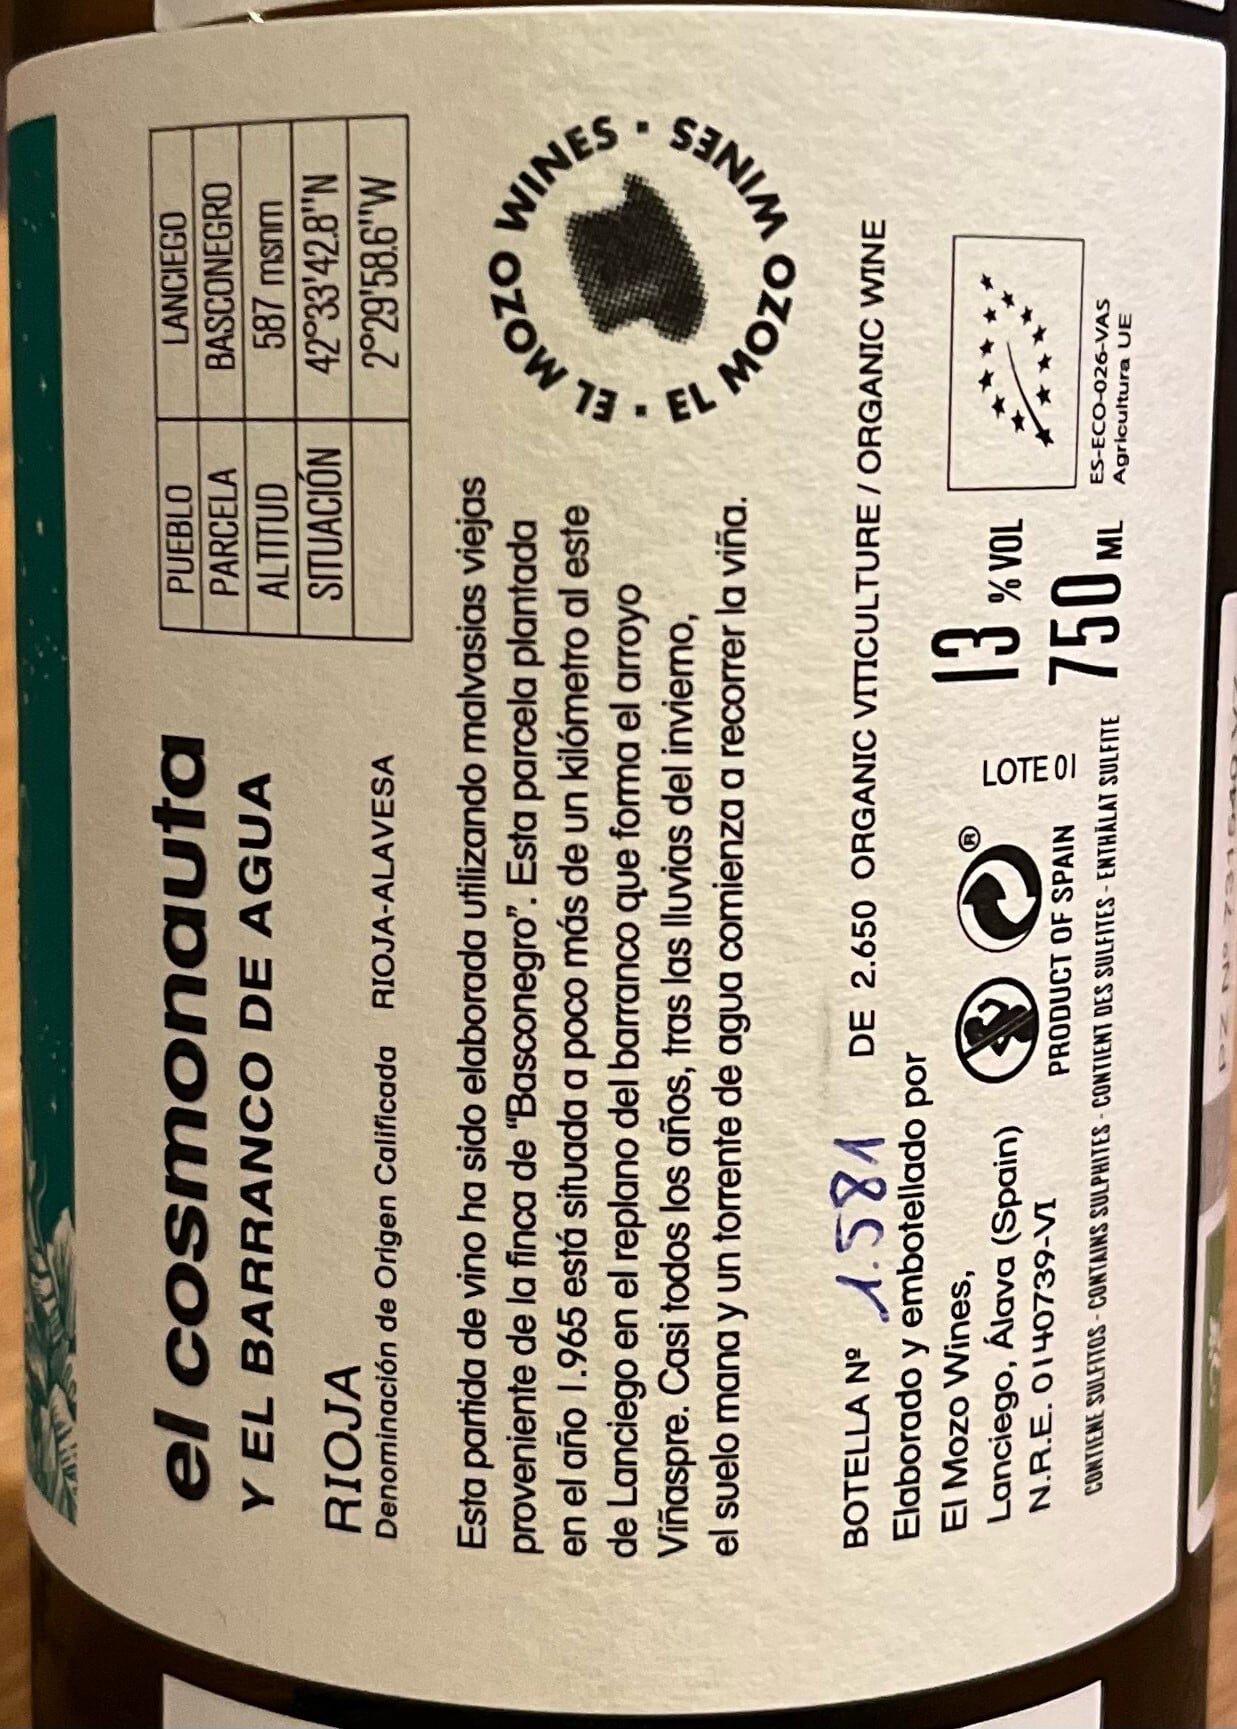 el cosmonauta
Y EL BARRANCO DE AGUA
RIOJA
Denominación de Origen Calificada RIOJA-ALAVESA
PUEBLO LANCIEGO
PARCELA BASCONEGRO
ALTITUD 587 msnm
SITUACIÓN 42º33'42.8"N
2º29'58.6"W
Esta partida de vino ha sido elaborada utilizando malvasias viejas
proveniente de la finca de "Basconegro". Esta parcela plantada
en el año 1.965 está situada a poco más de un kilómetro al este
de Lanciego en el replano del barranco que forma el arroyo
Viñaspre. Casi todos los años, tras las lluvias del invierno,
el suelo mana y un torrente de agua comienza a recorrer la viña.
EL MOZO WINES · EL MOZO WINES ·
BOTELLA Nº 1.581 DE 2.650 ORGANIC VITICULTURE / ORGANIC WINE
Elaborado y embotellado por
El Mozo Wines,
Lanciego, Álava (Spain)
N.R.E. 0140739-VI
®
PRODUCT OF SPAIN
LOTE 01
13 % VOL
750 ML
CONTIENE SULFITOS - CONTAINS SULPHITES - CONTIENT DES SULFITES - ENTHÄLAT SULFITE
ES-ECO-026-VAS
Agricultura UE